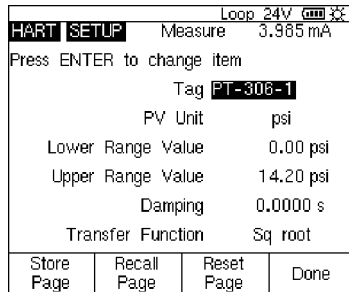 Loop 24V
HART SETUP Measure 3.985 mA
Press ENTER to change item
Tag PT-306-1
PV Unit psi
Lower Range Value 0.00 psi
Upper Range Value 14.20 psi
Damping 0.0000 s
Transfer Function Sq root
Store Page Recall Page Reset Page Done